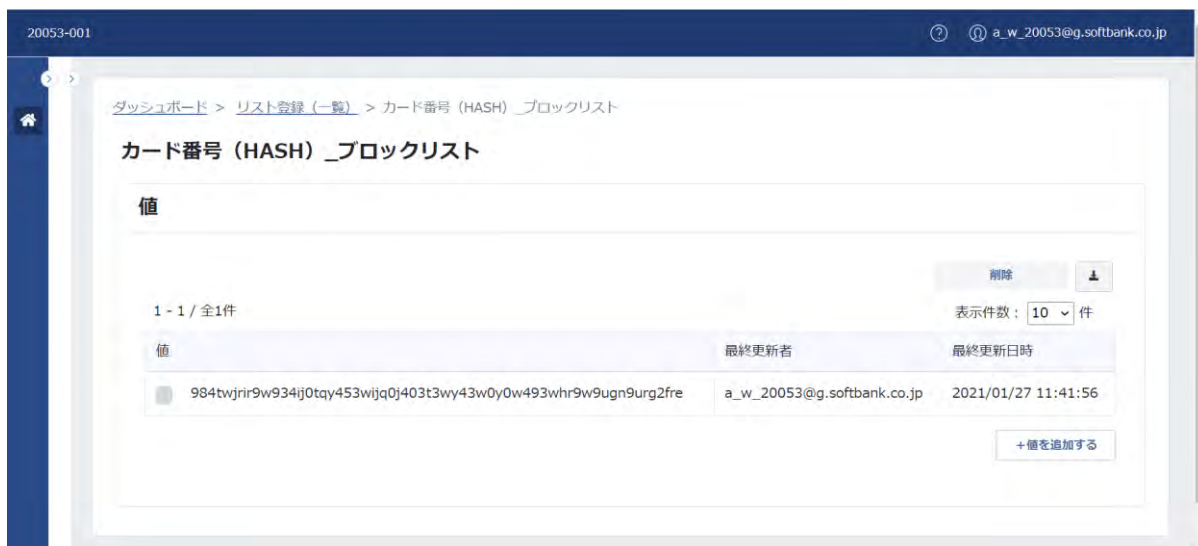 20053-001
a_w_20053@g.softbank.co.jp
ダッシュボード > リスト登録（一覧） > カード番号（HASH）_ブロックリスト
カード番号（HASH）_ブロックリスト
値
削除
1 - 1 / 全1件
表示件数： 10 件
値 最終更新者 最終更新日時
984twjrir9w934ij0tqy453wijq0j403t3wy43w0y0w493whr9w9ugn9urg2fre a_w_20053@g.softbank.co.jp 2021/01/27 11:41:56
+値を追加する